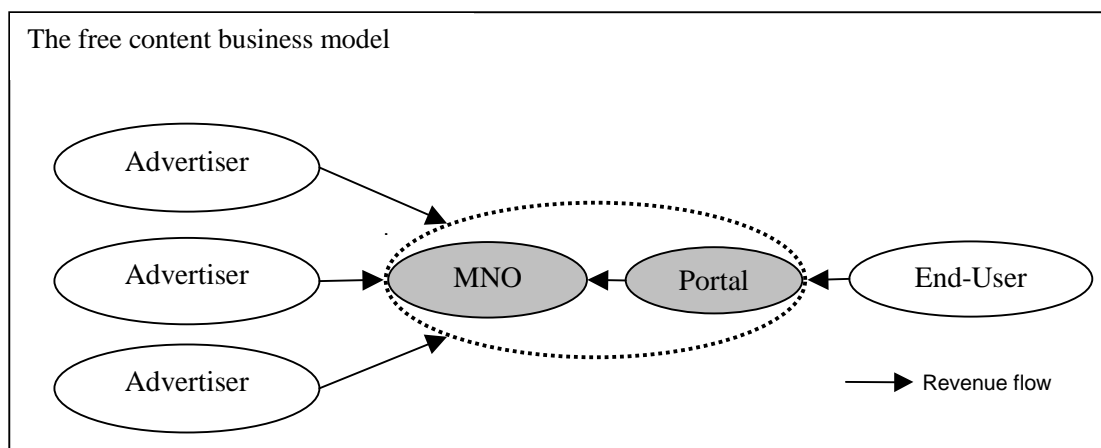 The free content business model
Advertiser
Advertiser
MNO
Portal
End-User
Advertiser
Revenue flow